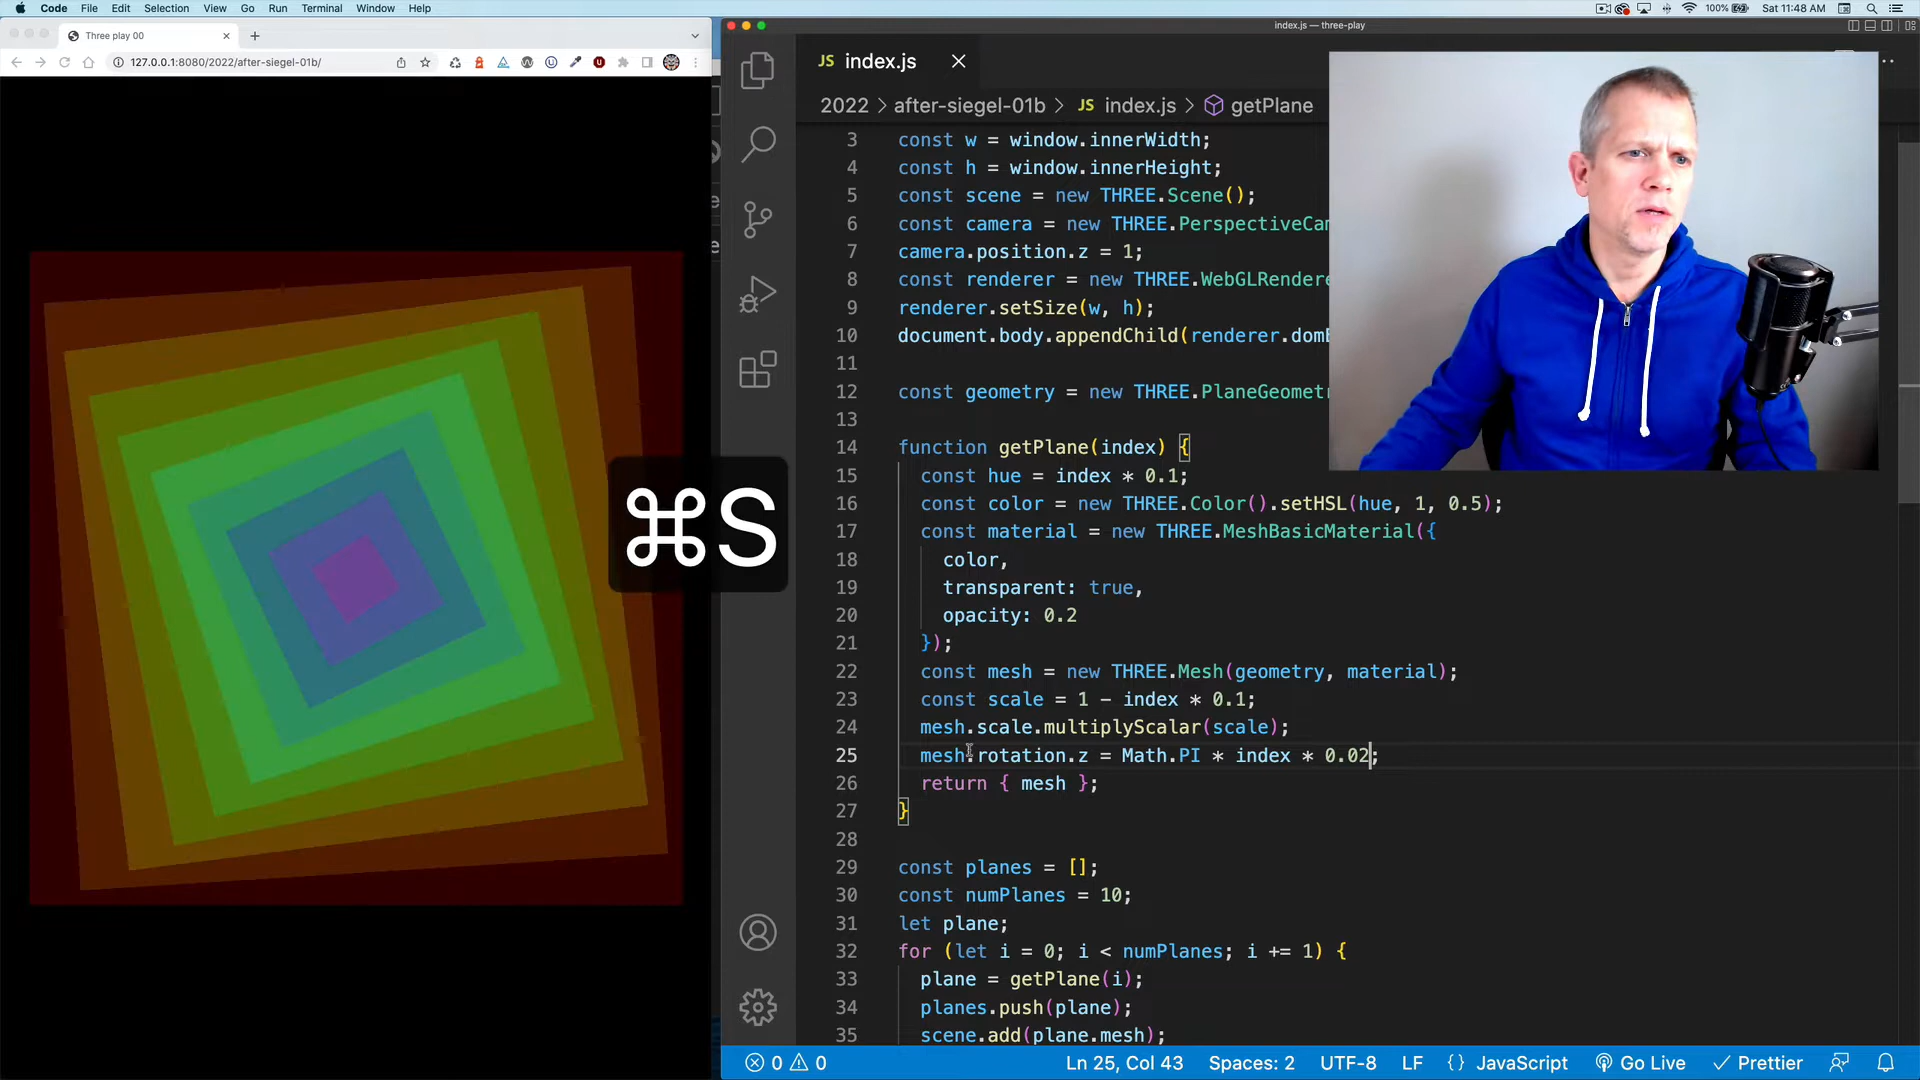 Code File Edit Selection View Go Run Terminal Window Help
100% Sat 11:48 AM
Three play 00
127.0.0.1:8080/2022/after-siegel-01b/
index.js — three-play
JS index.js
2022 > after-siegel-01b > JS index.js > getPlane
3 const w = window.innerWidth;
4 const h = window.innerHeight;
5 const scene = new THREE.Scene();
6 const camera = new THREE.PerspectiveCam
7 camera.position.z = 1;
8 const renderer = new THREE.WebGLRendere
9 renderer.setSize(w, h);
10 document.body.appendChild(renderer.domE
11
12 const geometry = new THREE.PlaneGeometr
13
14 function getPlane(index) {
15 const hue = index * 0.1;
16 const color = new THREE.Color().setHSL(hue, 1, 0.5);
17 const material = new THREE.MeshBasicMaterial({
18 color,
19 transparent: true,
20 opacity: 0.2
21 });
22 const mesh = new THREE.Mesh(geometry, material);
23 const scale = 1 - index * 0.1;
24 mesh.scale.multiplyScalar(scale);
25 mesh.rotation.z = Math.PI * index * 0.02;
26 return { mesh };
27 }
28
29 const planes = [];
30 const numPlanes = 10;
31 let plane;
32 for (let i = 0; i < numPlanes; i += 1) {
33 plane = getPlane(i);
34 planes.push(plane);
35 scene.add(plane.mesh);
⌘S
0 0 Ln 25, Col 43 Spaces: 2 UTF-8 LF {} JavaScript Go Live Prettier